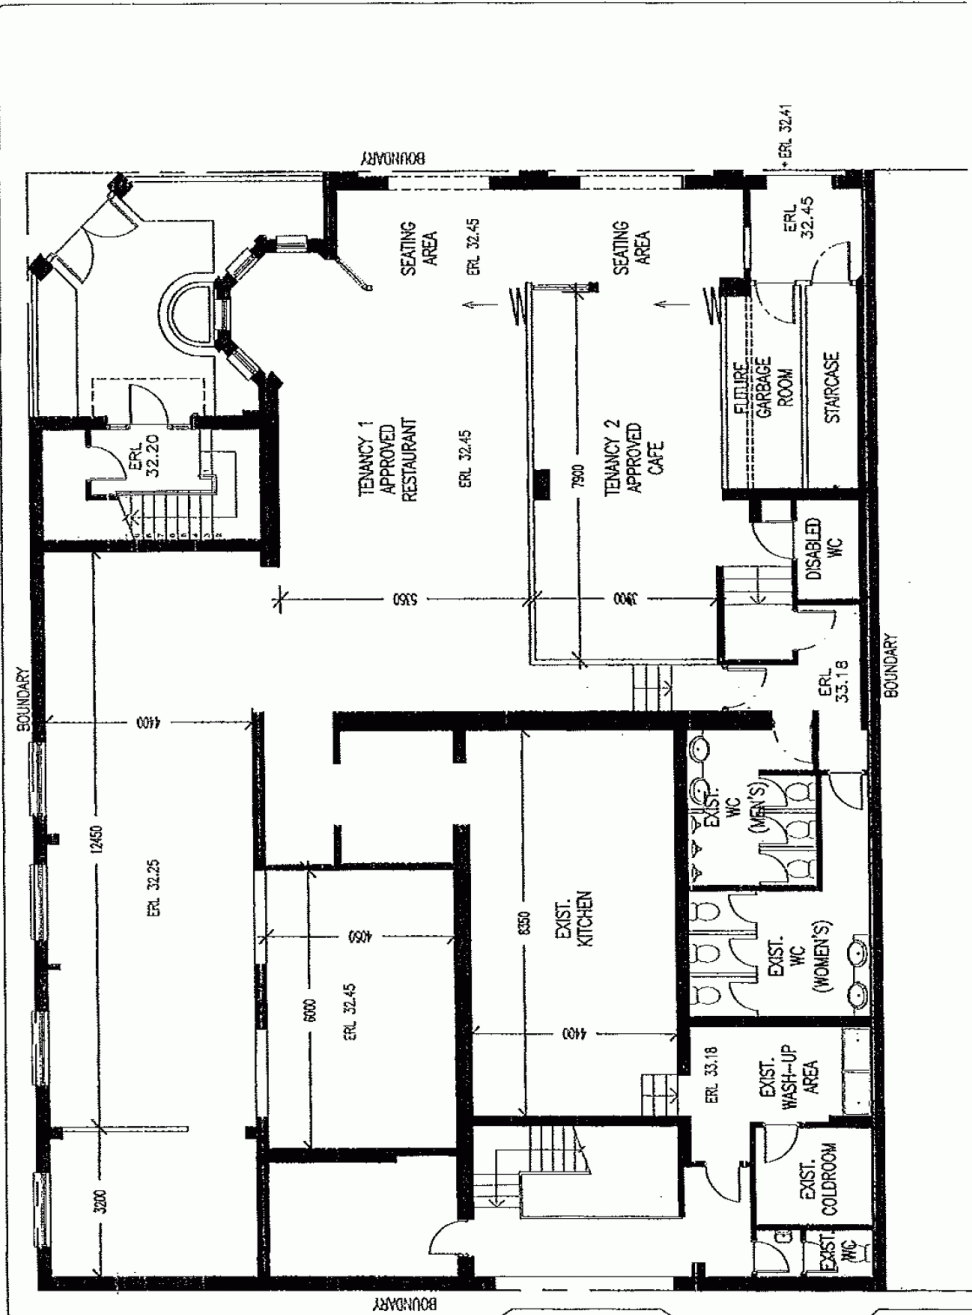 BOUNDARY
+ ERL 32.41
SEATING
AREA
ERL 32.45
SEATING
AREA
ERL
32.45
FUTURE
GARBAGE
ROOM
STAIRCASE
ERL
32.20
TENANCY 1
APPROVED
RESTAURANT
ERL 32.45
7900
TENANCY 2
APPROVED
CAFE
DISABLED
WC
5350
3900
BOUNDARY
ERL
33.18
BOUNDARY
4400
12450
ERL 32.25
EXIST.
WC
(MEN'S)
4050
6000
ERL 32.45
8350
EXIST.
KITCHEN
4400
EXIST.
WC
(WOMEN'S)
ERL 33.18
EXIST.
WASH-UP
AREA
3200
EXIST.
COLDROOM
EXIST.
WC
BOUNDARY